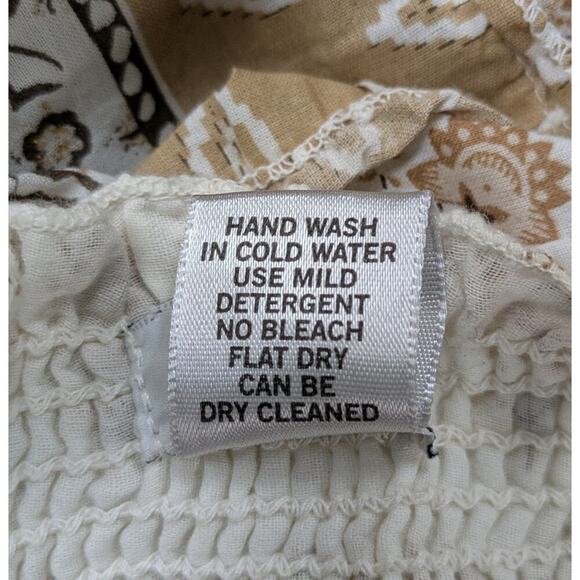 HAND WASH
IN COLD WATER
USE MILD
DETERGENT
NO BLEACH
FLAT DRY
CAN BE
DRY CLEANED